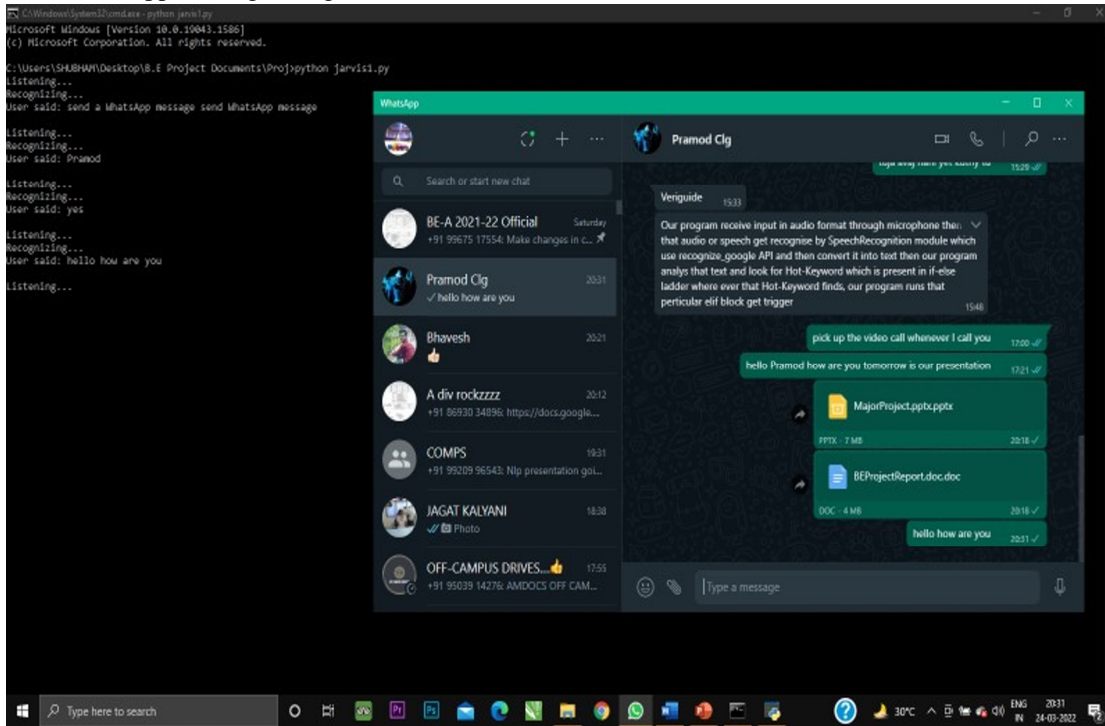 C:\Windows\System32\cmd.exe - python jarvis1.py
Microsoft Windows [Version 10.0.19043.1586]
(c) Microsoft Corporation. All rights reserved.
C:\Users\SHUBHAM\Desktop\B.E Project Documents\Proj>python jarvis1.py
Listening...
Recognizing...
User said: send a WhatsApp message send WhatsApp message
Listening...
Recognizing...
User said: Pramod
Listening...
Recognizing...
User said: yes
Listening...
Recognizing...
User said: hello how are you
Listening...
WhatsApp
Search or start new chat
BE-A 2021-22 Official Saturday
+91 99675 17554: Make changes in c...
Pramod Clg 20:31
✓ hello how are you
Bhavesh 20:21
👍
A div rockzzzz 20:12
+91 86930 34896: https://docs.google....
COMPS 19:31
+91 99209 96543: Nlp presentation goi...
JAGAT KALYANI 18:38
Photo
OFF-CAMPUS DRIVES...👍 17:55
+91 95039 14276: AMDOCS OFF CAM...
Pramod Clg
15:29
Veriguide 15:33
Our program receive input in audio format through microphone then
that audio or speech get recognise by SpeechRecognition module which
use recognize_google API and then convert it into text then our program
analys that text and look for Hot-Keyword which is present in if-else
ladder where ever that Hot-Keyword finds, our program runs that
perticular elif block get trigger
15:48
pick up the video call whenever I call you 17:00
hello Pramod how are you tomorrow is our presentation 17:21
MajorProject.pptx.pptx
PPTX · 7 MB 20:18
BEProjectReport.doc.doc
DOC · 4 MB 20:18
hello how are you 20:31
Type a message
Type here to search
Pr
Ps
30°C
ENG
IN
20:31
24-03-2022